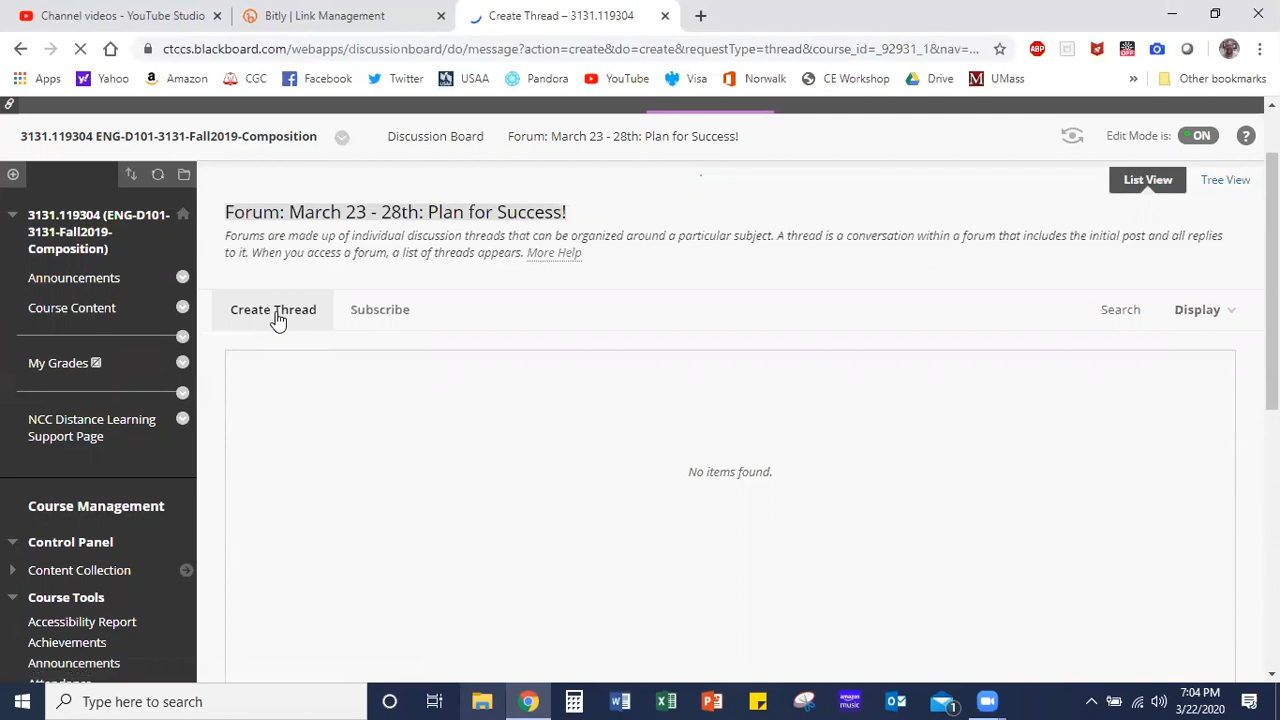 Channel videos - YouTube Studio
Bitly | Link Management
Create Thread – 3131.119304
ctccs.blackboard.com/webapps/discussionboard/do/message?action=create&do=create&requestType=thread&course_id=_92931_1&nav=...
ABP
OFF
Apps
Yahoo
Amazon
CGC
Facebook
Twitter
USAA
Pandora
YouTube
Visa
Norwalk
CE Workshop
Drive
UMass
»
Other bookmarks
3131.119304 ENG-D101-3131-Fall2019-Composition
Discussion Board
Forum: March 23 - 28th: Plan for Success!
Edit Mode is:
ON
?
List View
Tree View
3131.119304 (ENG-D101-
3131-Fall2019-
Composition)
Announcements
Course Content
My Grades
NCC Distance Learning
Support Page
Course Management
Control Panel
Content Collection
Course Tools
Accessibility Report
Achievements
Announcements
Forum: March 23 - 28th: Plan for Success!
Forums are made up of individual discussion threads that can be organized around a particular subject. A thread is a conversation within a forum that includes the initial post and all replies
to it. When you access a forum, a list of threads appears. More Help
Create Thread
Subscribe
Search
Display
No items found.
Type here to search
amazon
music
1
7:04 PM
3/22/2020